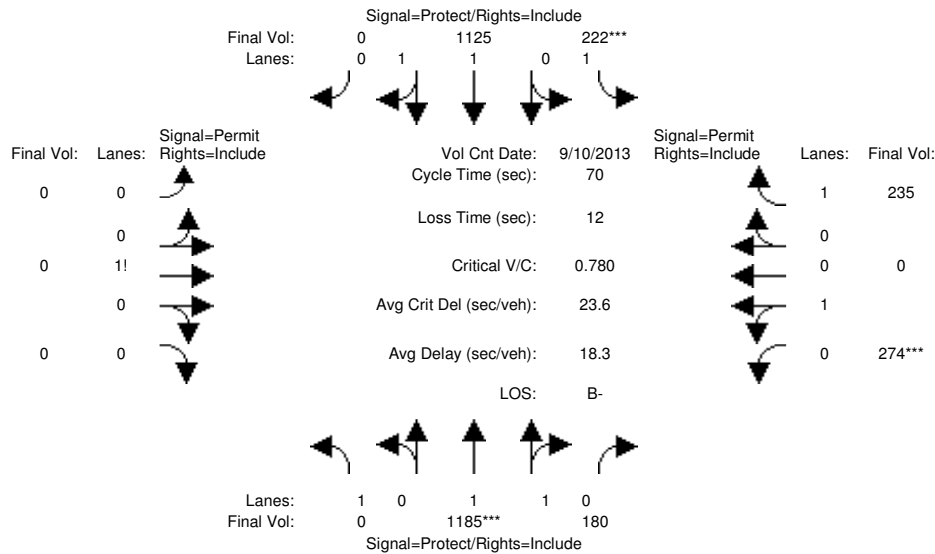 Signal=Protect/Rights=Include
Final Vol: 0 1125 222***
Lanes: 0 1 1 0 1
Signal=Permit Signal=Permit
Final Vol: Lanes: Rights=Include Vol Cnt Date: 9/10/2013 Rights=Include Lanes: Final Vol:
Cycle Time (sec): 70
0 0 1 235
Loss Time (sec): 12
0 0
0 1! Critical V/C: 0.780 0 0
0 Avg Crit Del (sec/veh): 23.6 1
0 0 Avg Delay (sec/veh): 18.3 0 274***
LOS: B-
Lanes: 1 0 1 1 0
Final Vol: 0 1185*** 180
Signal=Protect/Rights=Include